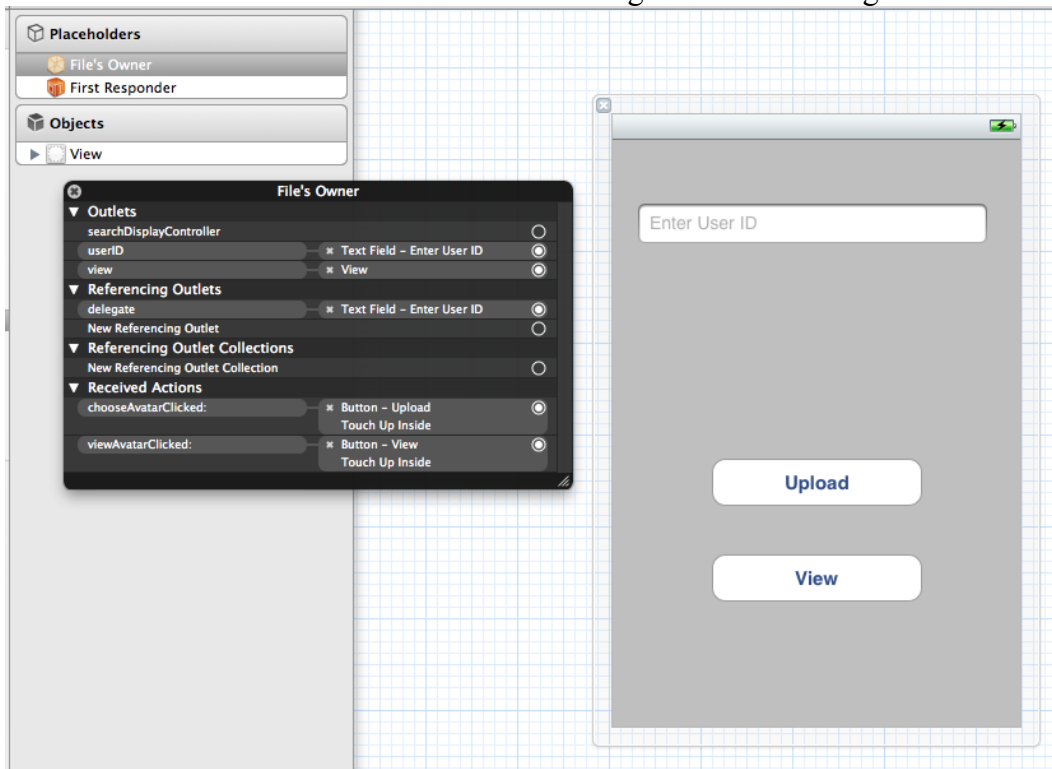 Placeholders
File's Owner
First Responder
Objects
View
File's Owner
Outlets
searchDisplayController
userID Text Field – Enter User ID
view View
Referencing Outlets
delegate Text Field – Enter User ID
New Referencing Outlet
Referencing Outlet Collections
New Referencing Outlet Collection
Received Actions
chooseAvatarClicked: Button – Upload
Touch Up Inside
viewAvatarClicked: Button – View
Touch Up Inside
Enter User ID
Upload
View